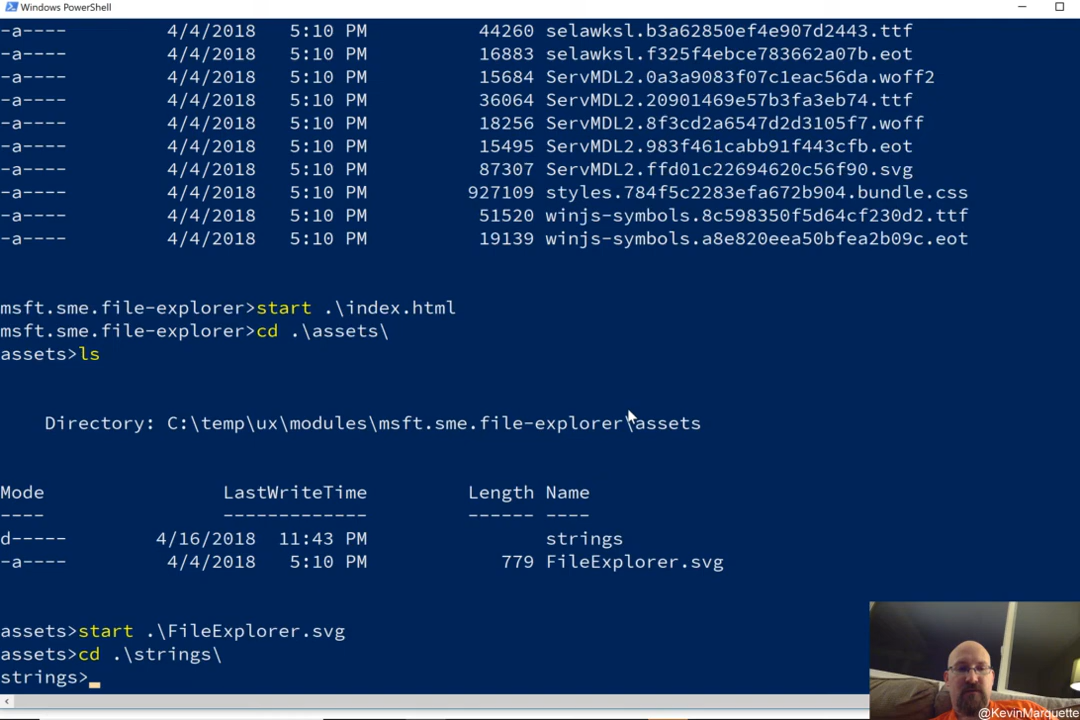 Windows PowerShell
-a---- 4/4/2018 5:10 PM 44260 selawksl.b3a62850ef4e907d2443.ttf
-a---- 4/4/2018 5:10 PM 16883 selawksl.f325f4ebce783662a07b.eot
-a---- 4/4/2018 5:10 PM 15684 ServMDL2.0a3a9083f07c1eac56da.woff2
-a---- 4/4/2018 5:10 PM 36064 ServMDL2.20901469e57b3fa3eb74.ttf
-a---- 4/4/2018 5:10 PM 18256 ServMDL2.8f3cd2a6547d2d3105f7.woff
-a---- 4/4/2018 5:10 PM 15495 ServMDL2.983f461cabb91f443cfb.eot
-a---- 4/4/2018 5:10 PM 87307 ServMDL2.ffd01c22694620c56f90.svg
-a---- 4/4/2018 5:10 PM 927109 styles.784f5c2283efa672b904.bundle.css
-a---- 4/4/2018 5:10 PM 51520 winjs-symbols.8c598350f5d64cf230d2.ttf
-a---- 4/4/2018 5:10 PM 19139 winjs-symbols.a8e820eea50bfea2b09c.eot
msft.sme.file-explorer>start .\index.html
msft.sme.file-explorer>cd .\assets\
assets>ls
Directory: C:\temp\ux\modules\msft.sme.file-explorer\assets
Mode LastWriteTime Length Name
---- ------------- ------ ----
d----- 4/16/2018 11:43 PM strings
-a---- 4/4/2018 5:10 PM 779 FileExplorer.svg
assets>start .\FileExplorer.svg
assets>cd .\strings\
strings>_
@KevinMarquette